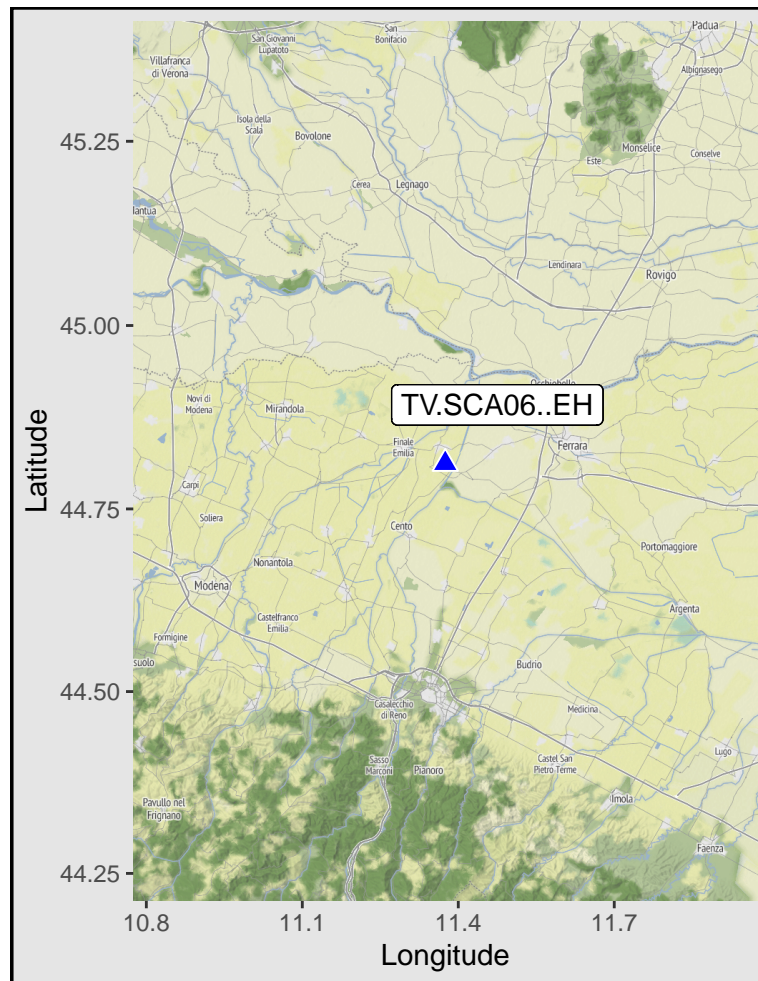 Padua
San Giovanni
Lupatoto
San
Bonifacio
Villafranca
di Verona
Albignasego
Isola della
Scala
Bovolone
45.25
Monselice
Conselve
Este
Cerea
Legnago
lantua
Lendinara
Rovigo
45.00
Occhiobello
TV.SCA06..EH
Novi di
Modena
Mirandola
Finale
Emilia
Ferrara
Latitude
44.75
Carpi
Soliera
Cento
Portomaggiore
Nonantola
Modena
Castelfranco
Emilia
Argenta
Formigine
suolo
Budrio
44.50
Casalecchio
di Reno
Medicina
Sasso
Marconi
Pianoro
Castel San
Pietro Terme
Lugo
Pavullo nel
Frignano
Imola
Faenza
44.25
10.8
11.1
11.4
11.7
Longitude